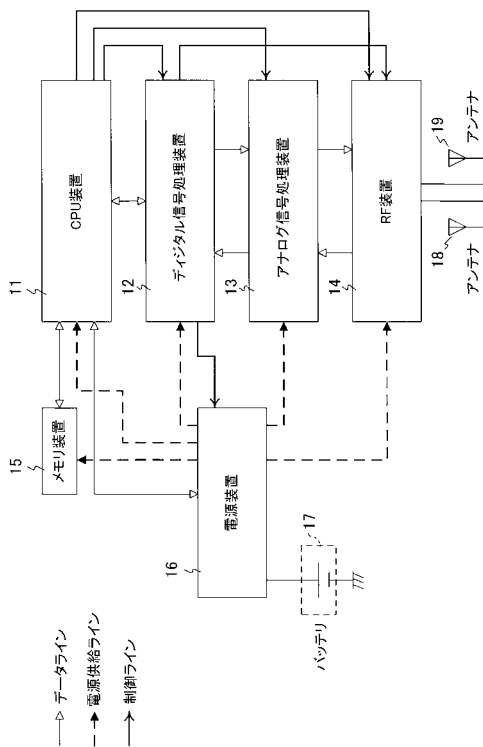 データライン
電源供給ライン
制御ライン
15
メモリ装置
11
CPU装置
16
電源装置
12
ディジタル信号処理装置
17
バッテリ
13
アナログ信号処理装置
14
RF装置
18
アンテナ
19
アンテナ